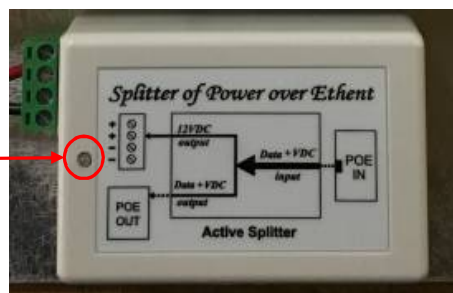 Splitter of Power over Ethent
+
+
-
-
12VDC
output
Data + VDC
input
POE
IN
Data + VDC
output
POE
OUT
Active Splitter